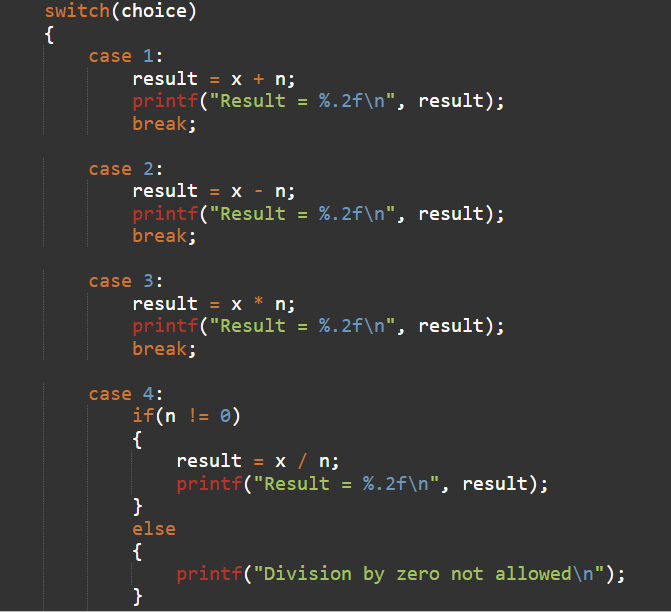 switch(choice)
{
    case 1:
        result = x + n;
        printf("Result = %.2f\n", result);
        break;

    case 2:
        result = x - n;
        printf("Result = %.2f\n", result);
        break;

    case 3:
        result = x * n;
        printf("Result = %.2f\n", result);
        break;

    case 4:
        if(n != 0)
        {
            result = x / n;
            printf("Result = %.2f\n", result);
        }
        else
        {
            printf("Division by zero not allowed\n");
        }